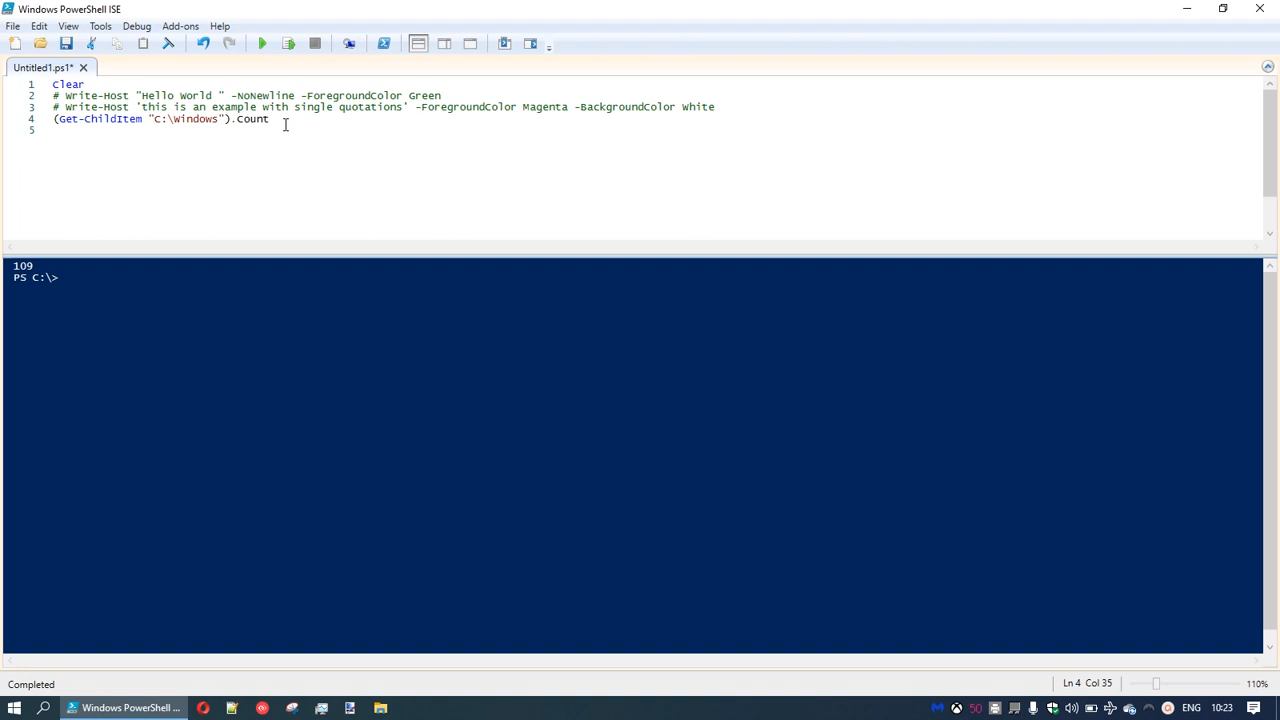 Windows PowerShell ISE
File Edit View Tools Debug Add-ons Help
Untitled1.ps1*
1 Clear
2 # Write-Host "Hello World " -NoNewline -ForegroundColor Green
3 # Write-Host 'this is an example with single quotations' -ForegroundColor Magenta -BackgroundColor White
4 (Get-ChildItem "C:\Windows").Count
5
109
PS C:\>
Completed
Ln 4 Col 35
110%
Windows PowerShell ...
50
ENG
10:23